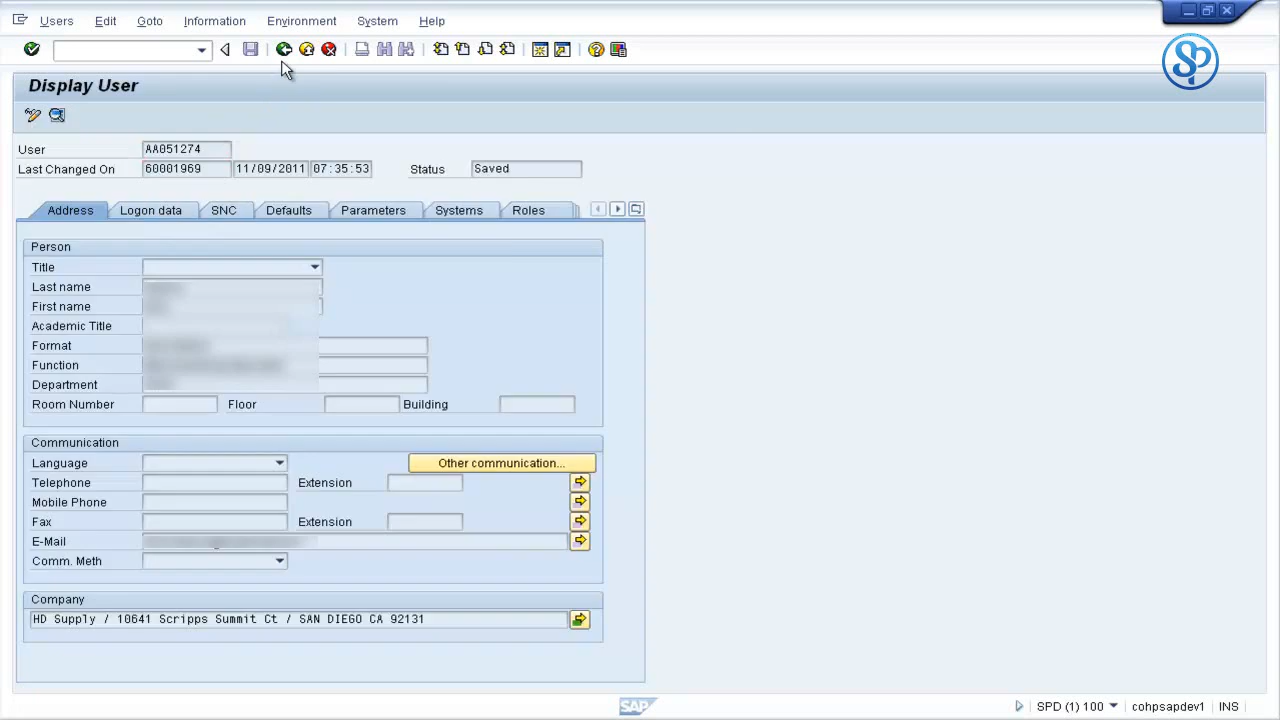 Users Edit Goto Information Environment System Help
SP
Display User
User AA051274
Last Changed On 60001969 11/09/2011 07:35:53 Status Saved
Address Logon data SNC Defaults Parameters Systems Roles
Person
Title
Last name
First name
Academic Title
Format
Function
Department
Room Number Floor Building
Communication
Language Other communication...
Telephone Extension
Mobile Phone
Fax Extension
E-Mail
Comm. Meth
Company
HD Supply / 10641 Scripps Summit Ct / SAN DIEGO CA 92131
SAP SPD (1) 100 cohpsapdev1 INS